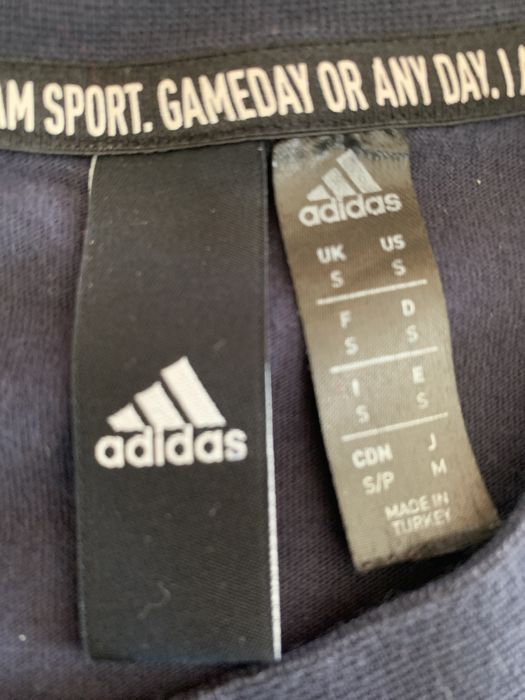 AM SPORT. GAMEDAY OR ANY DAY. I A
adidas
adidas
UK US
S S
F D
S S
I E
S S
CDN J
S/P M
MADE IN
TURKEY